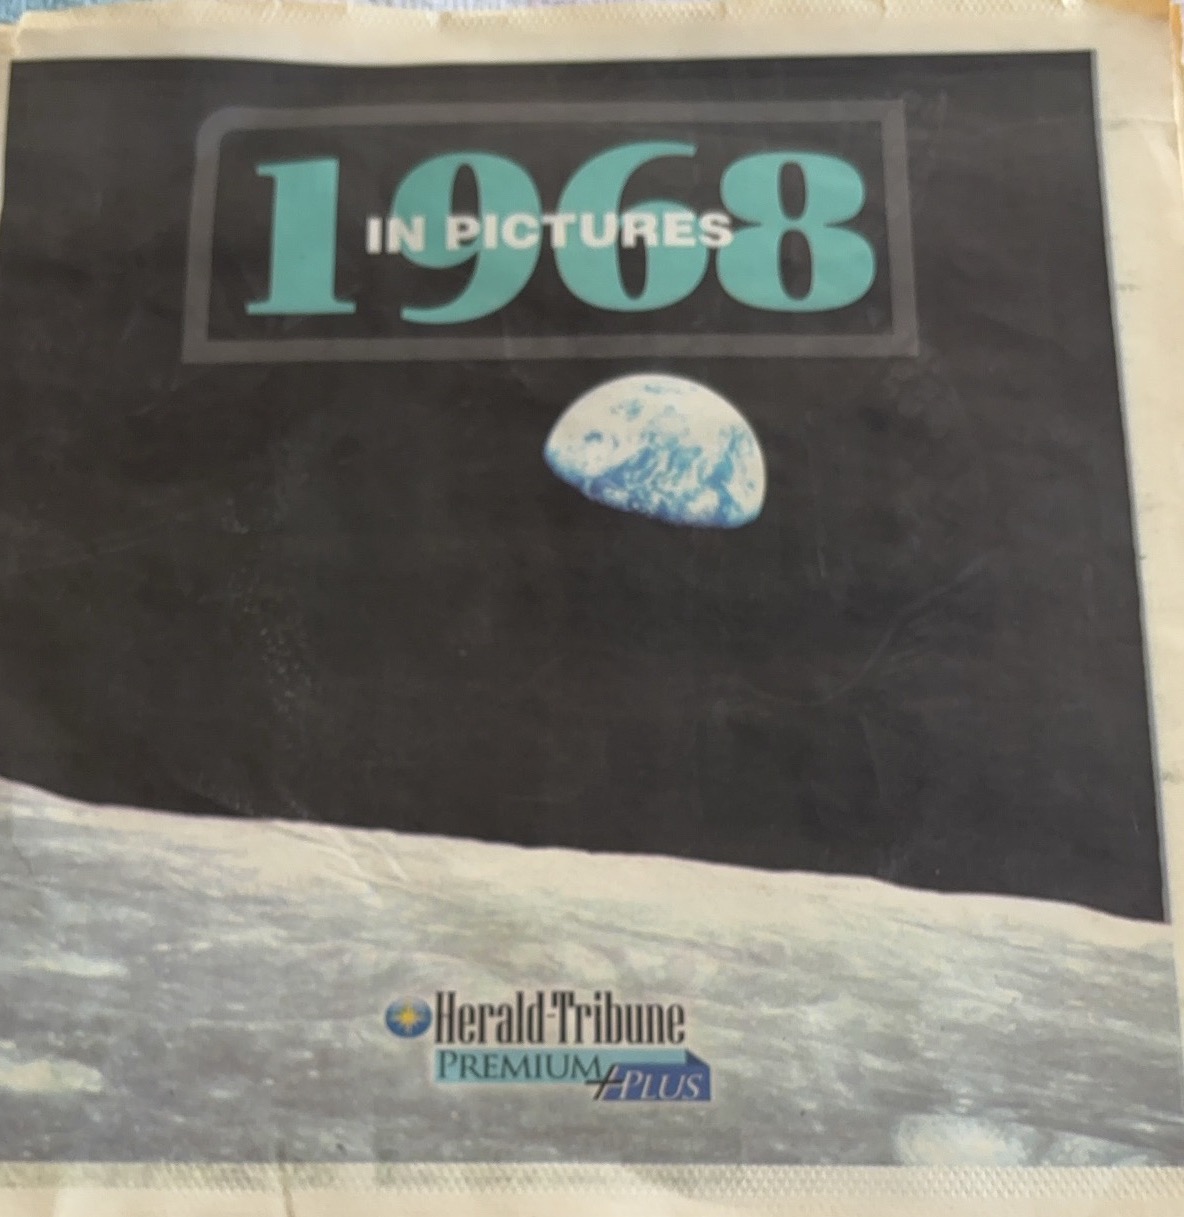 1968
IN PICTURES
Herald-Tribune
PREMIUM
+PLUS